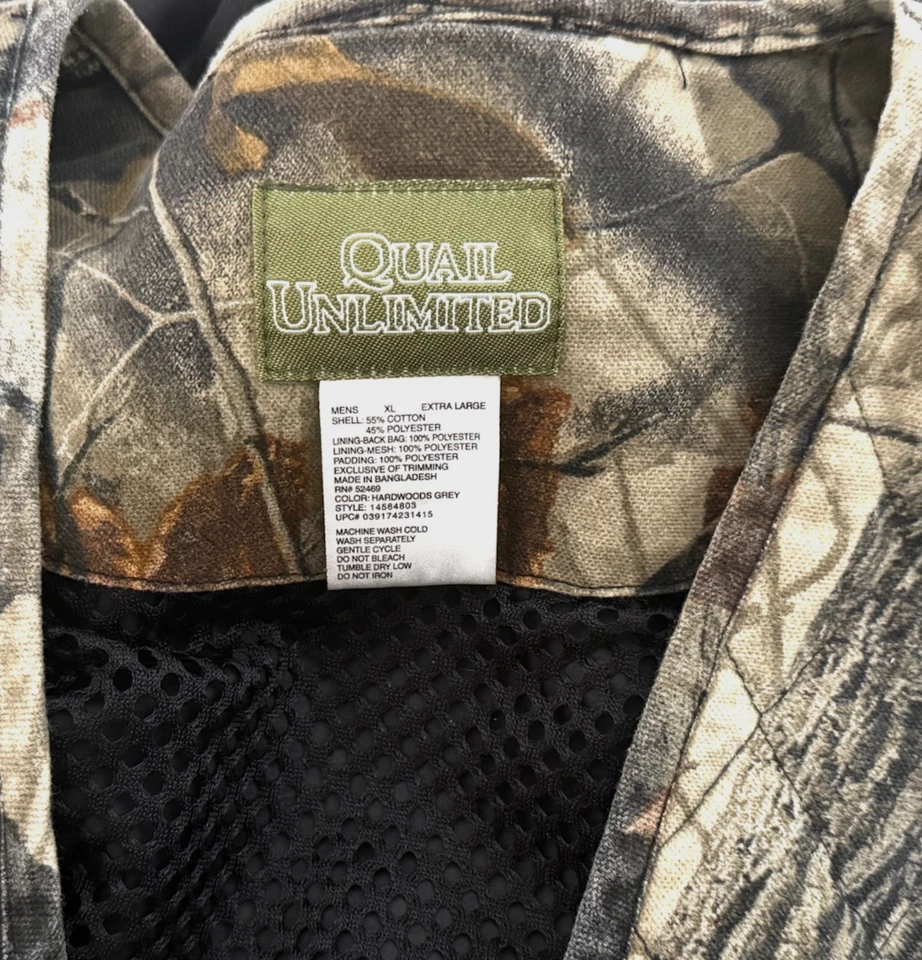 QUAIL
UNLIMITED
MENS XL EXTRA LARGE
SHELL: 55% COTTON
45% POLYESTER
LINING-BACK BAG: 100% POLYESTER
LINING-MESH: 100% POLYESTER
PADDING: 100% POLYESTER
EXCLUSIVE OF TRIMMING
MADE IN BANGLADESH
RN# 52469
COLOR: HARDWOODS GREY
STYLE: 14564803
UPC# 039174231415
MACHINE WASH COLD
WASH SEPARATELY
GENTLE CYCLE
DO NOT BLEACH
TUMBLE DRY LOW
DO NOT IRON